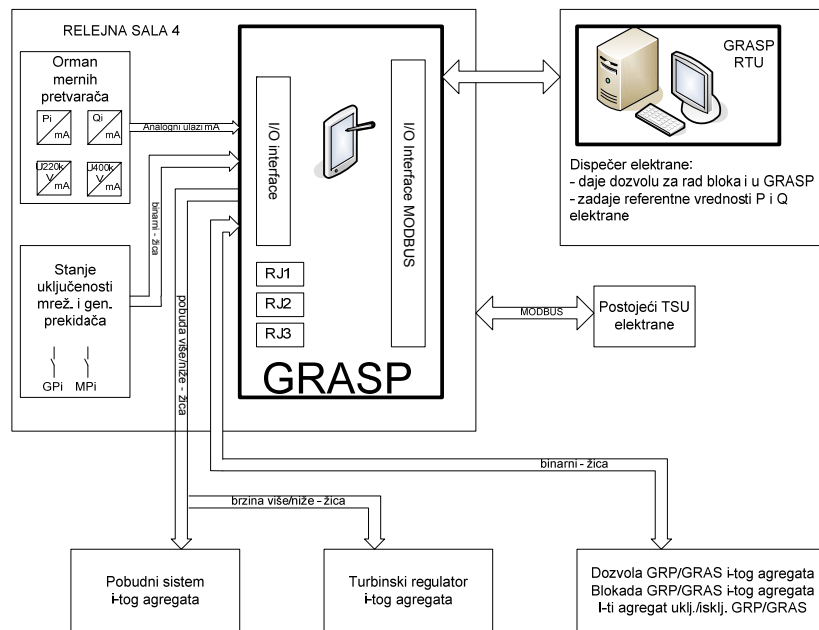 RELEJNA SALA 4
Orman
mernih
pretvarača
Pi
mA
Qi
mA
U220k
V
mA
U400k
V
mA
Analogni ulazi mA
binarni - žica
Stanje
uključenosti
mrež. i gen.
prekidača
GPi
MPi
pobuda više/niže - žica
I/O interface
I/O Interface MODBUS
RJ1
RJ2
RJ3
GRASP
GRASP
RTU
Dispečer elektrane:
- daje dozvolu za rad bloka i u GRASP
- zadaje referentne vrednosti P i Q
elektrane
MODBUS
Postojeći TSU
elektrane
binarni - žica
brzina više/niže - žica
Pobudni sistem
i-tog agregata
Turbinski regulator
i-tog agregata
Dozvola GRP/GRAS i-tog agregata
Blokada GRP/GRAS i-tog agregata
I-ti agregat uklj./isklj. GRP/GRAS